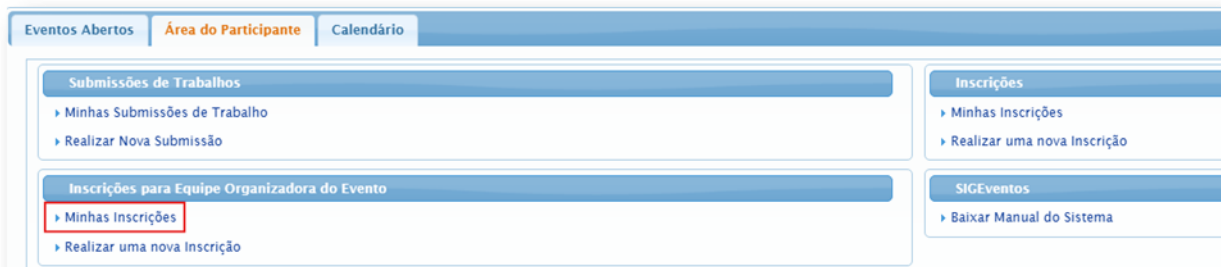 Eventos Abertos
Área do Participante
Calendário
Submissões de Trabalhos
Minhas Submissões de Trabalho
Realizar Nova Submissão
Inscrições
Minhas Inscrições
Realizar uma nova Inscrição
Inscrições para Equipe Organizadora do Evento
Minhas Inscrições
Realizar uma nova Inscrição
SIGEventos
Baixar Manual do Sistema